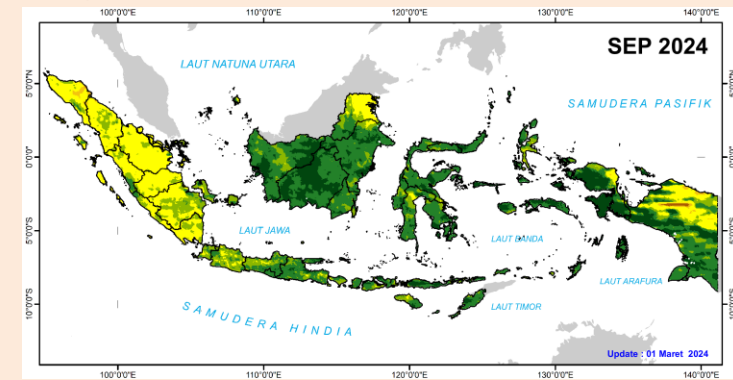 100°0'0"E 110°0'0"E 120°0'0"E 130°0'0"E 140°0'0"E
SEP 2024
LAUT NATUNA UTARA
SAMUDERA PASIFIK
5°0'0"N 5°0'0"N
0°0'0" 0°0'0"
5°0'0"S 5°0'0"S
10°0'0"S 10°0'0"S
LAUT JAWA
LAUT BANDA
LAUT ARAFURA
LAUT TIMOR
SAMUDERA HINDIA
Update : 01 Maret 2024
100°0'0"E 110°0'0"E 120°0'0"E 130°0'0"E 140°0'0"E